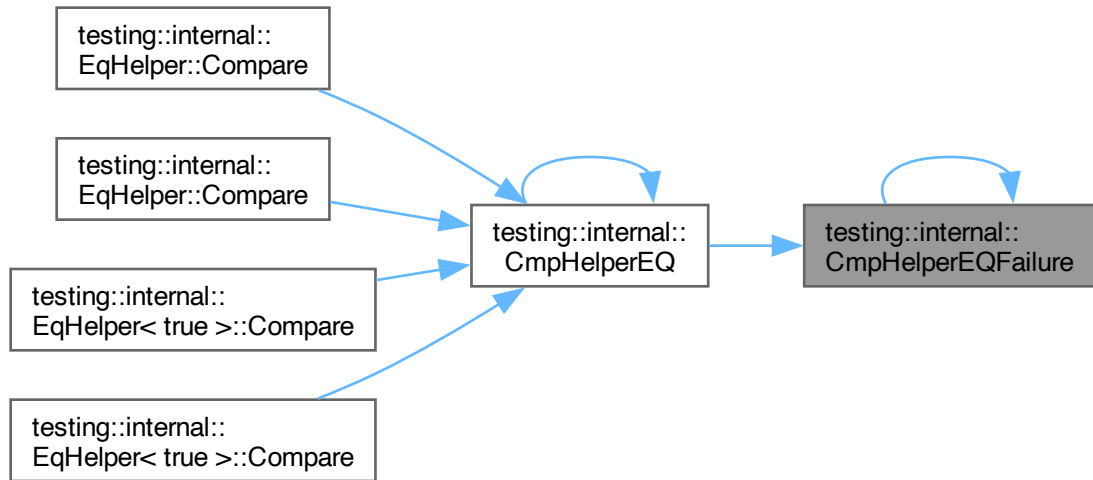 testing::internal::
EqHelper::Compare
testing::internal::
EqHelper::Compare
testing::internal::
EqHelper< true >::Compare
testing::internal::
EqHelper< true >::Compare
testing::internal::
CmpHelperEQ
testing::internal::
CmpHelperEQFailure